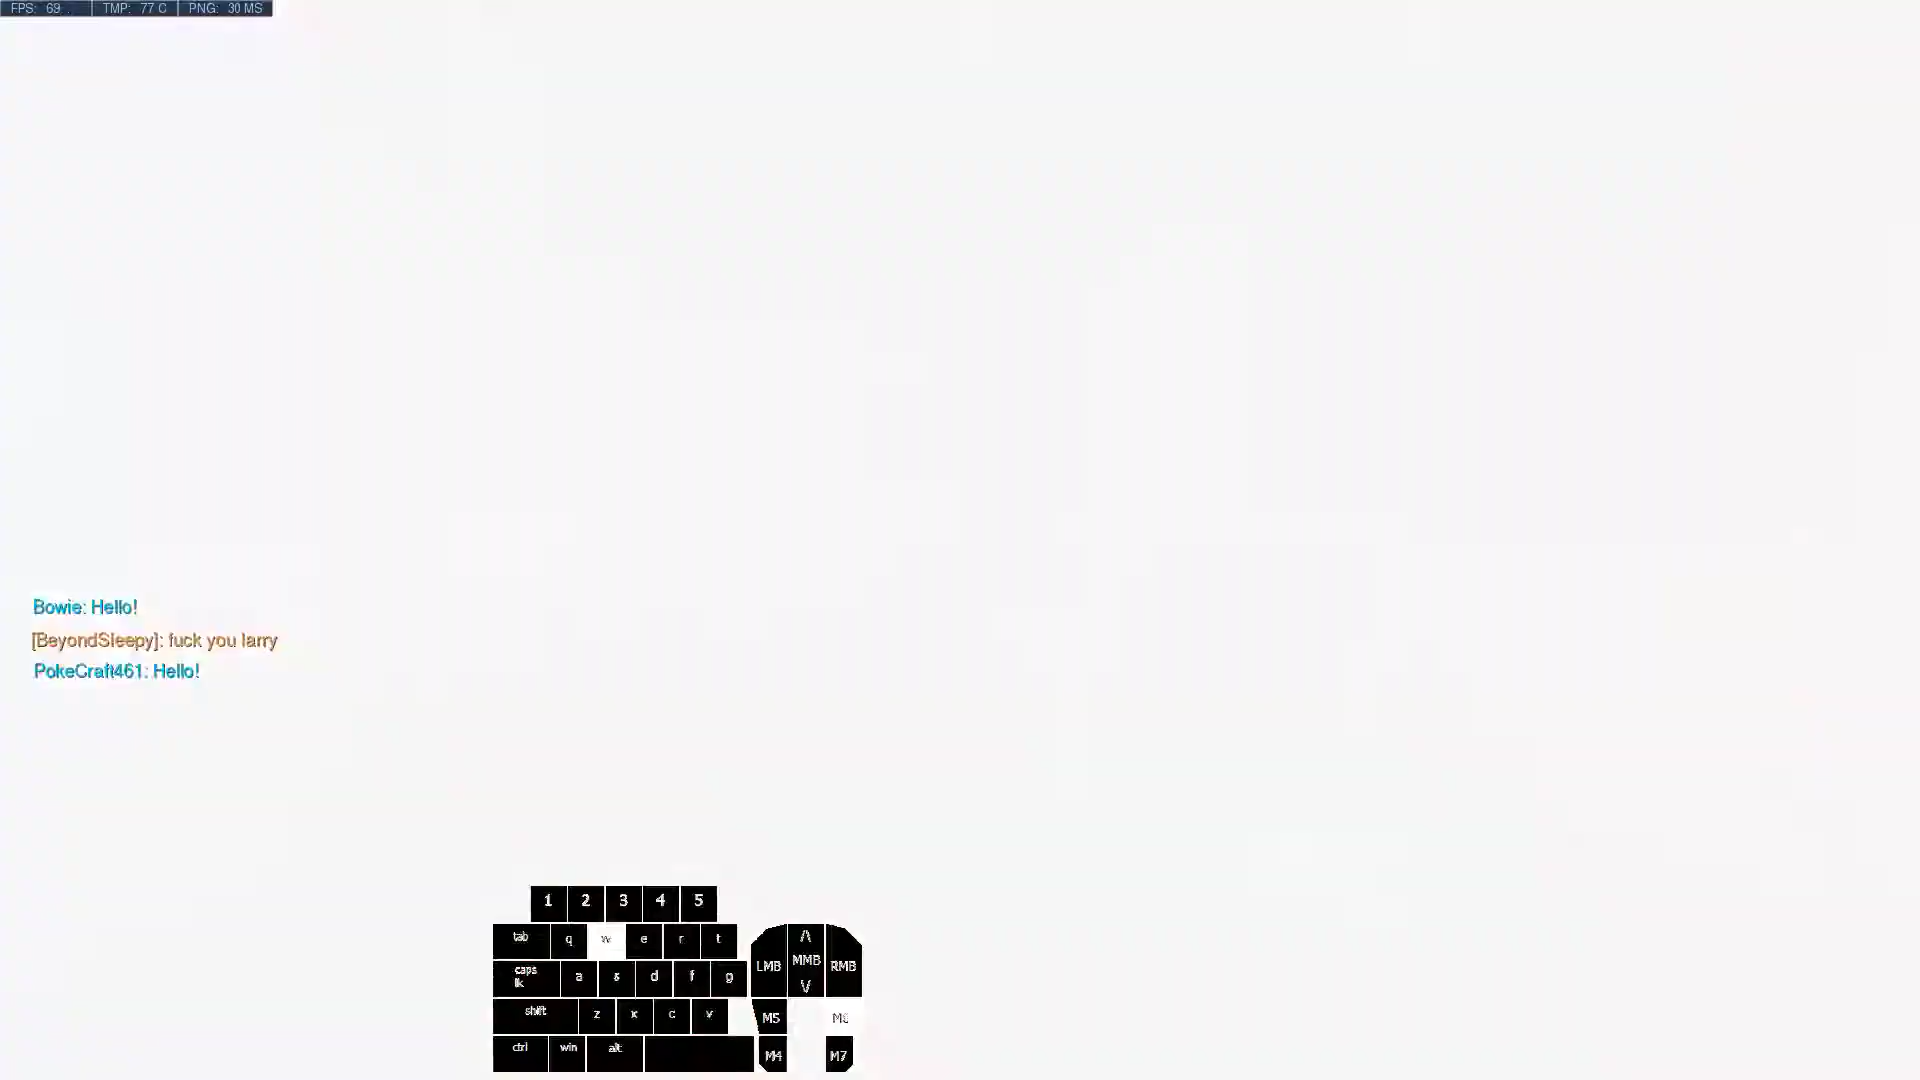 FPS: 69 TMP: 77 C PNG: 30 MS
Bowie: Hello!
[BeyondSleepy]: fuck you larry
PokeCraft461: Hello!
1 2 3 4 5
tab q w e r t
caps lk a s d f g
shift z x c v
ctrl win alt
/\
LMB MMB RMB
\/
M5 M6
M4 M7